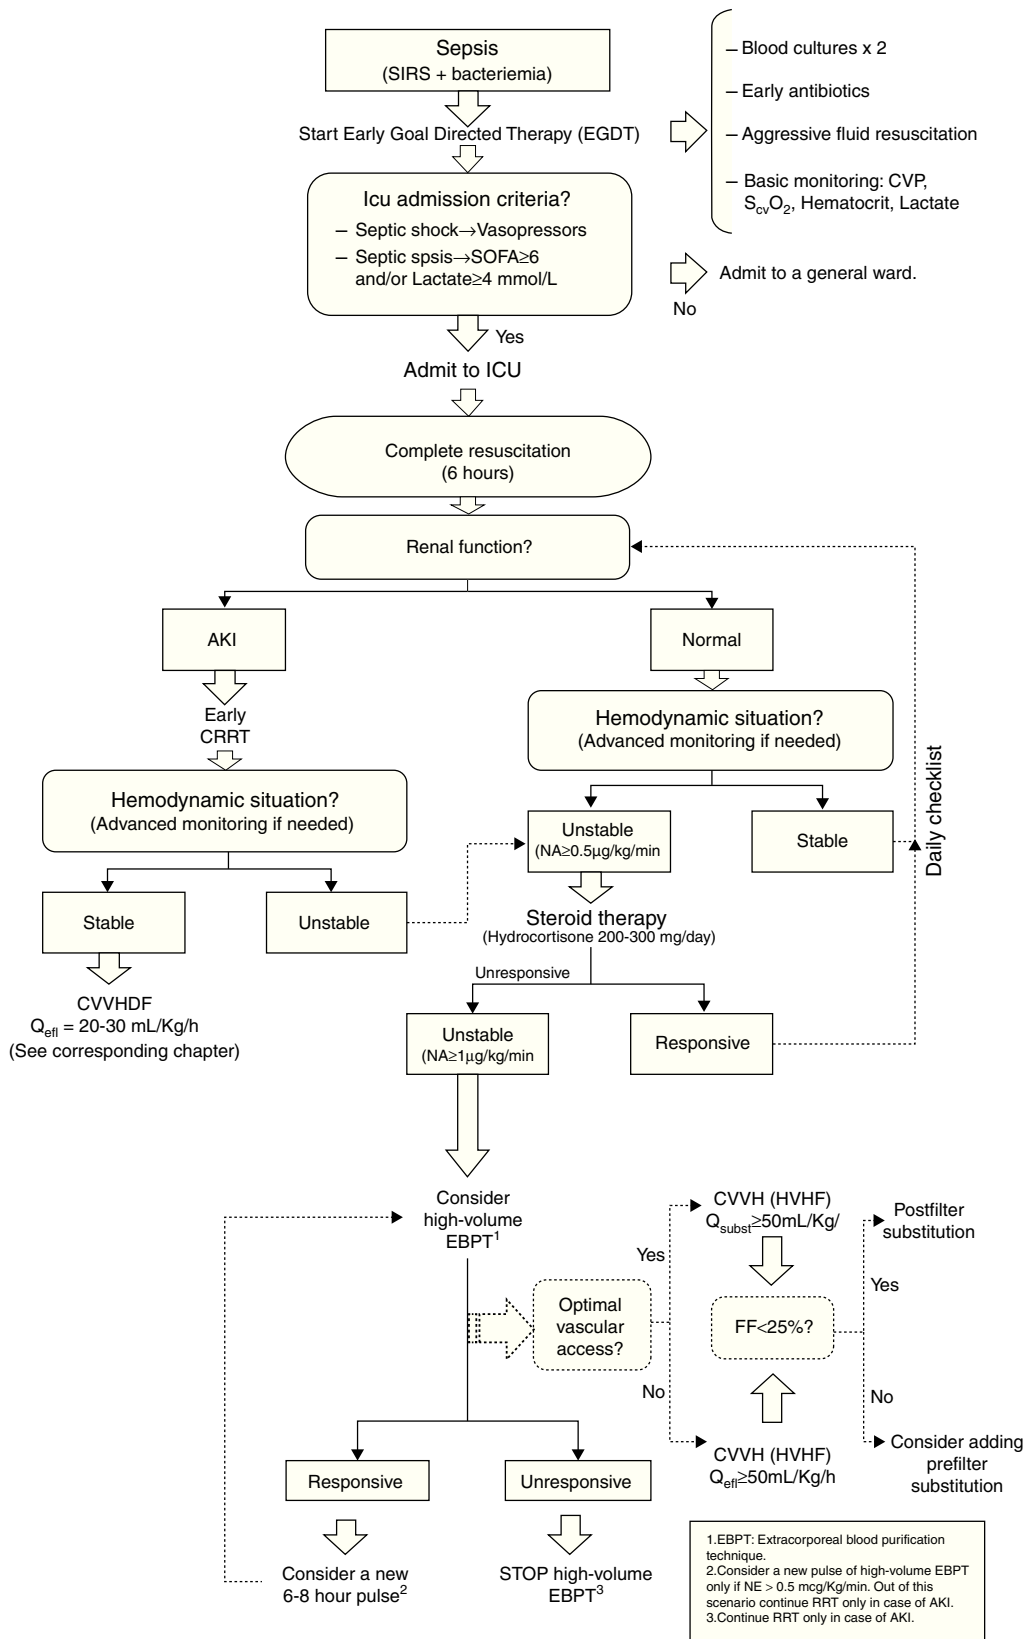 Sepsis
(SIRS + bacteriemia)
Start Early Goal Directed Therapy (EGDT)
– Blood cultures x 2
– Early antibiotics
– Aggressive fluid resuscitation
– Basic monitoring: CVP,
ScvO2, Hematocrit, Lactate
Icu admission criteria?
– Septic shock→Vasopressors
– Septic spsis→SOFA≥6
and/or Lactate≥4 mmol/L
Admit to a general ward.
No
Yes
Admit to ICU
Complete resuscitation
(6 hours)
Renal function?
AKI
Normal
Early
CRRT
Hemodynamic situation?
(Advanced monitoring if needed)
Hemodynamic situation?
(Advanced monitoring if needed)
Daily checklist
Unstable
(NA≥0.5µg/kg/min
Stable
Stable
Unstable
Steroid therapy
(Hydrocortisone 200-300 mg/day)
Unresponsive
CVVHDF
Qefl = 20-30 mL/Kg/h
(See corresponding chapter)
Unstable
(NA≥1µg/kg/min
Responsive
Consider
high-volume
EBPT1
Yes
CVVH (HVHF)
Qsubst≥50mL/Kg/
Postfilter
substitution
Optimal
vascular
access?
FF<25%?
Yes
No
No
CVVH (HVHF)
Qefl≥50mL/Kg/h
Consider adding
prefilter
substitution
Responsive
Unresponsive
Consider a new
6-8 hour pulse2
STOP high-volume
EBPT3
1.EBPT: Extracorporeal blood purification
technique.
2.Consider a new pulse of high-volume EBPT
only if NE > 0.5 mcg/Kg/min. Out of this
scenario continue RRT only in case of AKI.
3.Continue RRT only in case of AKI.